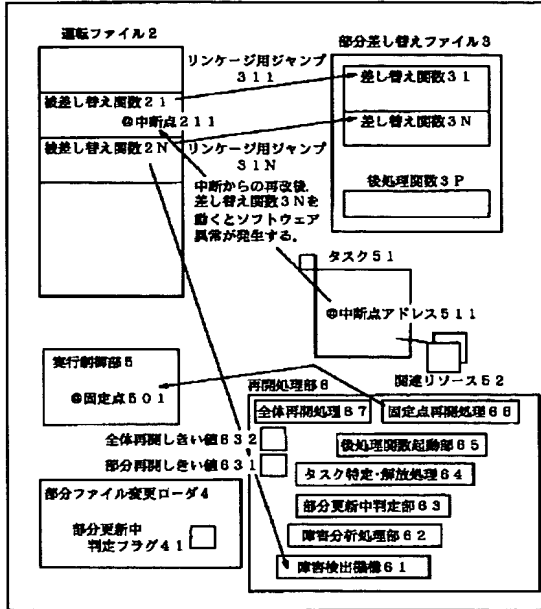 運転ファイル2
部分差し替えファイル3
リンケージ用ジャンプ
311
差し替え関数31
被差し替え関数21
@中断点211
差し替え関数3N
被差し替え関数2N
リンケージ用ジャンプ
31N
中断からの再改後、
差し替え関数3Nを
動くとソフトウェア
異常が発生する。
後処理関数3P
タスク51
@中断点アドレス511
実行制御部5
@固定点501
関連リソース52
再開処理部6
全体再開処理67
固定点再開処理66
全体再開しきい値632
後処理関数起動部65
部分再開しきい値631
タスク特定・解放処理64
部分ファイル変更ローダ4
部分更新中判定部63
部分更新中
判定フラグ41
障害分析処理部62
障害検出機構61